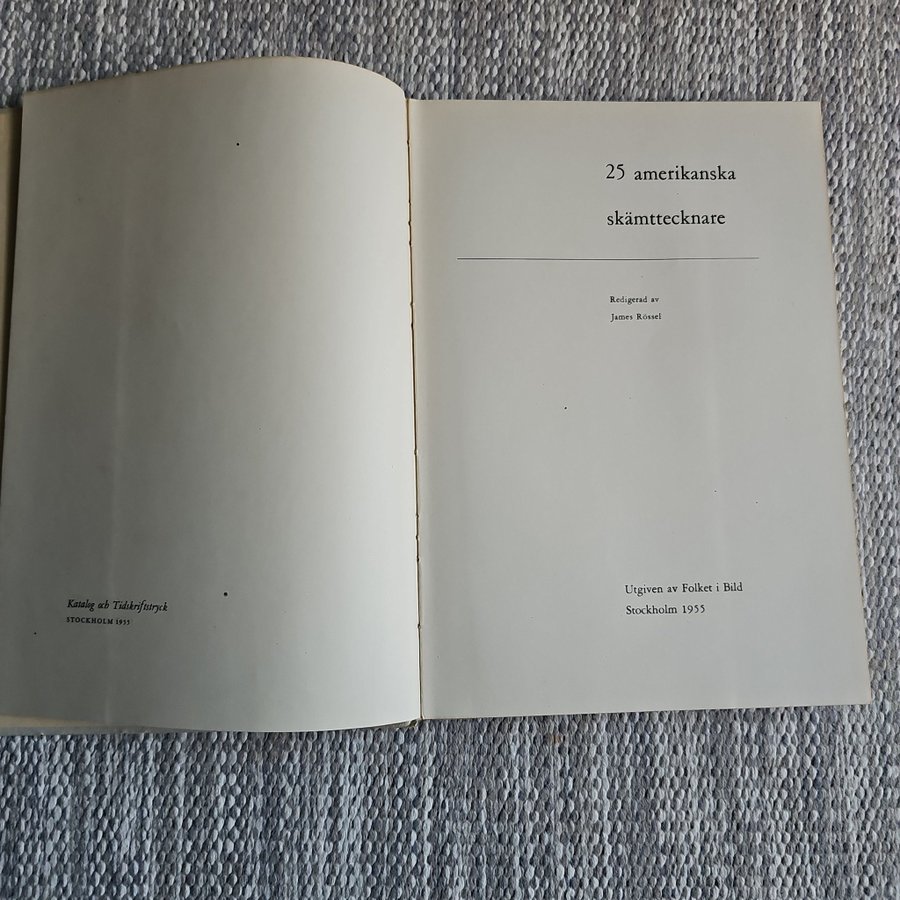 Katalog och Tidskriftstryck
STOCKHOLM 1955
25 amerikanska
skämttecknare
Redigerad av
James Rössel
Utgiven av Folket i Bild
Stockholm 1955